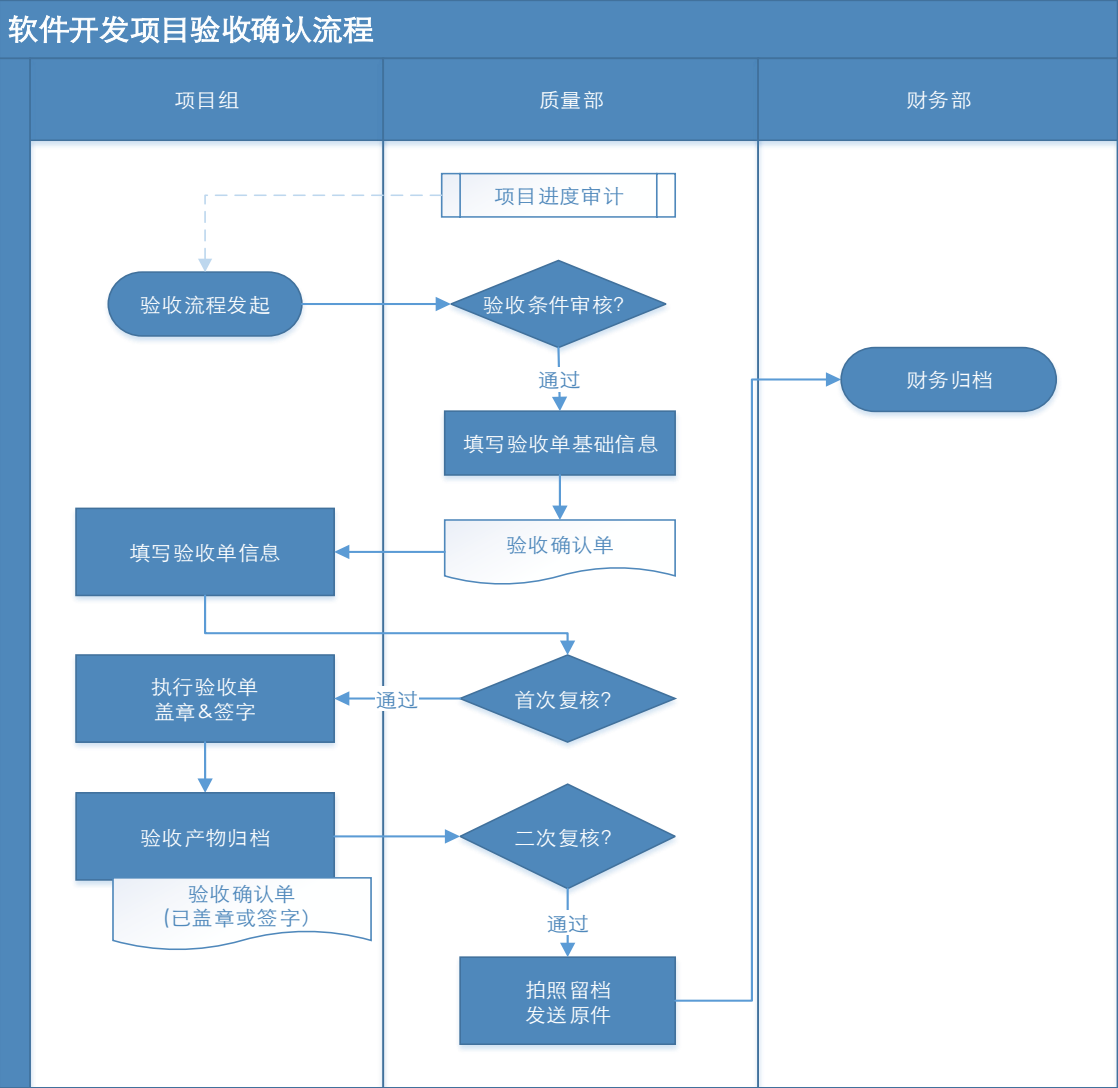 软件开发项目验收确认流程
项目组
质量部
财务部
项目进度审计
验收流程发起
验收条件审核?
通过
财务归档
填写验收单基础信息
验收确认单
填写验收单信息
执行验收单
盖章&签字
通过
首次复核?
验收产物归档
二次复核?
验收确认单
(已盖章或签字)
通过
拍照留档
发送原件